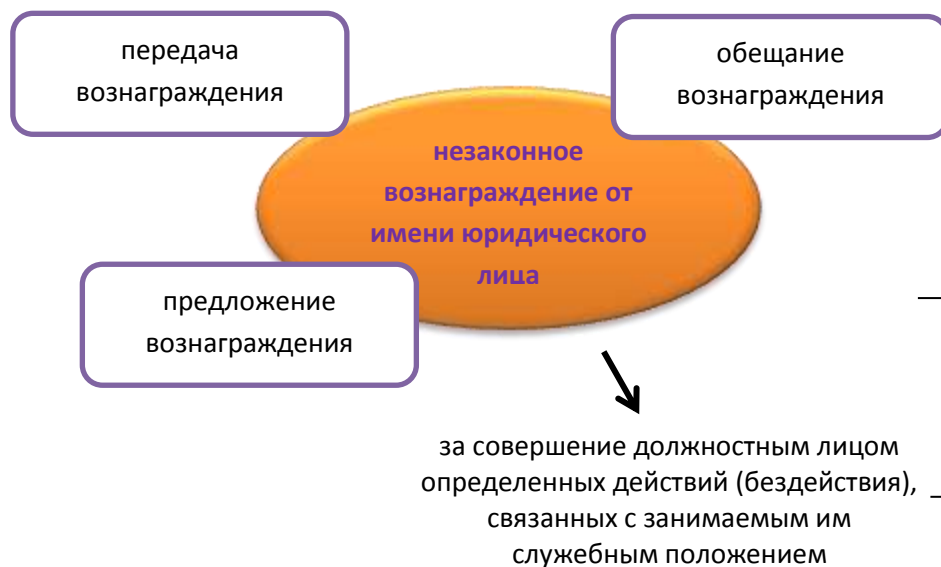 передача
вознаграждения
обещание
вознаграждения
незаконное
вознаграждение от
имени юридического
лица
предложение
вознаграждения
за совершение должностным лицом
определенных действий (бездействия),
связанных с занимаемым им
служебным положением